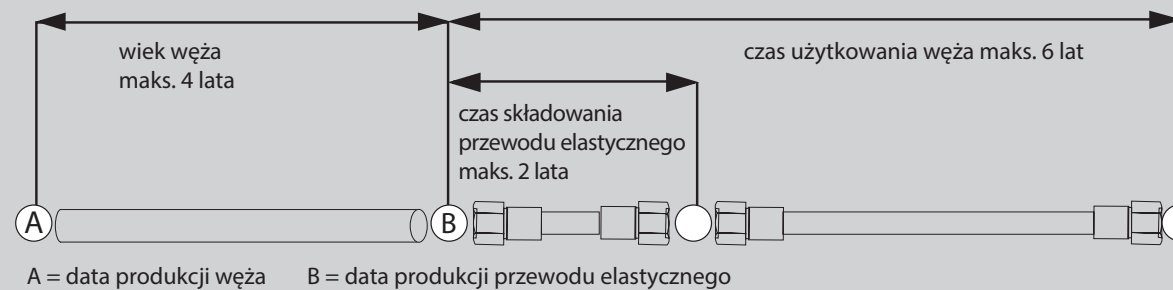 wiek węża
maks. 4 lata
czas użytkowania węża maks. 6 lat
czas składowania
przewodu elastycznego
maks. 2 lata
A
B
A = data produkcji węża B = data produkcji przewodu elastycznego